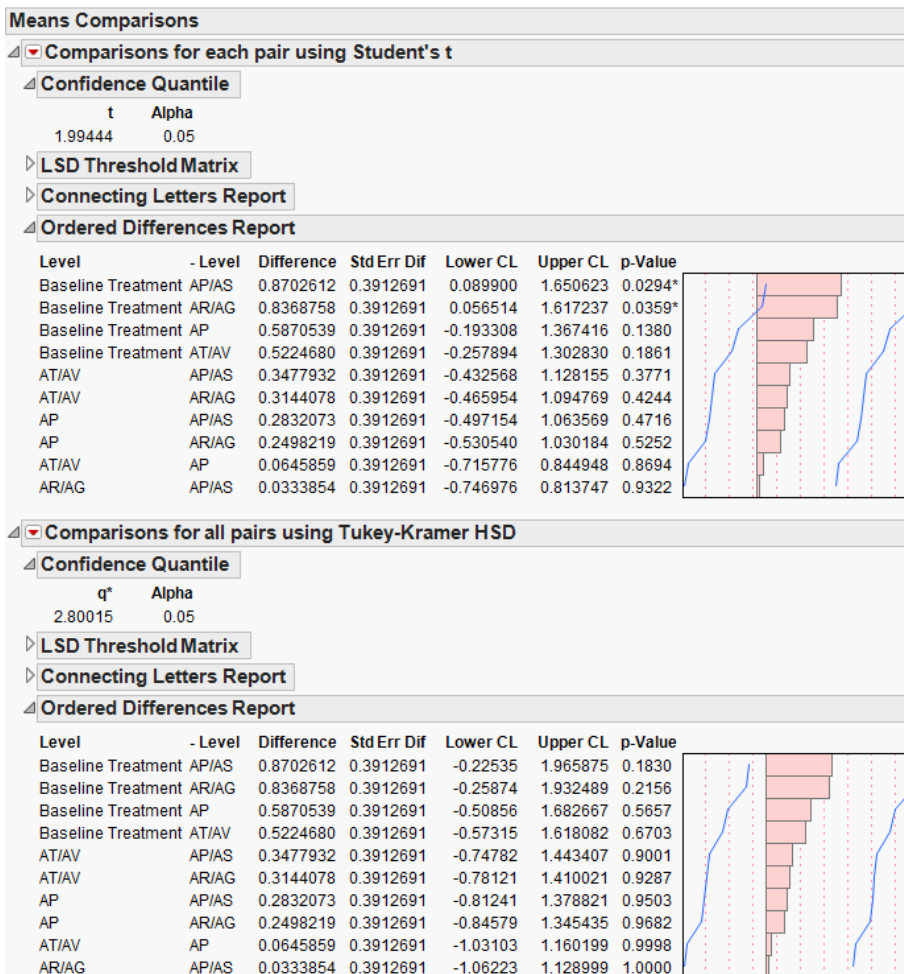 Means Comparisons
Comparisons for each pair using Student's t
Confidence Quantile
t Alpha
1.99444 0.05
LSD Threshold Matrix
Connecting Letters Report
Ordered Differences Report
Level - Level Difference Std Err Dif Lower CL Upper CL p-Value
Baseline Treatment AP/AS 0.8702612 0.3912691 0.089900 1.650623 0.0294*
Baseline Treatment AR/AG 0.8368758 0.3912691 0.056514 1.617237 0.0359*
Baseline Treatment AP 0.5870539 0.3912691 -0.193308 1.367416 0.1380
Baseline Treatment AT/AV 0.5224680 0.3912691 -0.257894 1.302830 0.1861
AT/AV AP/AS 0.3477932 0.3912691 -0.432568 1.128155 0.3771
AT/AV AR/AG 0.3144078 0.3912691 -0.465954 1.094769 0.4244
AP AP/AS 0.2832073 0.3912691 -0.497154 1.063569 0.4716
AP AR/AG 0.2498219 0.3912691 -0.530540 1.030184 0.5252
AT/AV AP 0.0645859 0.3912691 -0.715776 0.844948 0.8694
AR/AG AP/AS 0.0333854 0.3912691 -0.746976 0.813747 0.9322
Comparisons for all pairs using Tukey-Kramer HSD
Confidence Quantile
q* Alpha
2.80015 0.05
LSD Threshold Matrix
Connecting Letters Report
Ordered Differences Report
Level - Level Difference Std Err Dif Lower CL Upper CL p-Value
Baseline Treatment AP/AS 0.8702612 0.3912691 -0.22535 1.965875 0.1830
Baseline Treatment AR/AG 0.8368758 0.3912691 -0.25874 1.932489 0.2156
Baseline Treatment AP 0.5870539 0.3912691 -0.50856 1.682667 0.5657
Baseline Treatment AT/AV 0.5224680 0.3912691 -0.57315 1.618082 0.6703
AT/AV AP/AS 0.3477932 0.3912691 -0.74782 1.443407 0.9001
AT/AV AR/AG 0.3144078 0.3912691 -0.78121 1.410021 0.9287
AP AP/AS 0.2832073 0.3912691 -0.81241 1.378821 0.9503
AP AR/AG 0.2498219 0.3912691 -0.84579 1.345435 0.9682
AT/AV AP 0.0645859 0.3912691 -1.03103 1.160199 0.9998
AR/AG AP/AS 0.0333854 0.3912691 -1.06223 1.128999 1.0000